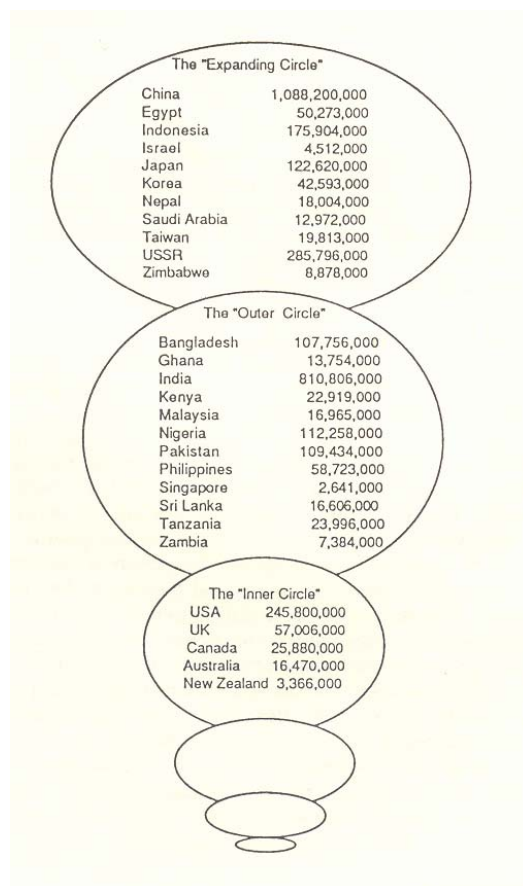 The "Expanding Circle"
China 1,088,200,000
Egypt 50,273,000
Indonesia 175,904,000
Israel 4,512,000
Japan 122,620,000
Korea 42,593,000
Nepal 18,004,000
Saudi Arabia 12,972,000
Taiwan 19,813,000
USSR 285,796,000
Zimbabwe 8,878,000
The "Outer Circle"
Bangladesh 107,756,000
Ghana 13,754,000
India 810,806,000
Kenya 22,919,000
Malaysia 16,965,000
Nigeria 112,258,000
Pakistan 109,434,000
Philippines 58,723,000
Singapore 2,641,000
Sri Lanka 16,606,000
Tanzania 23,996,000
Zambia 7,384,000
The "Inner Circle"
USA 245,800,000
UK 57,006,000
Canada 25,880,000
Australia 16,470,000
New Zealand 3,366,000